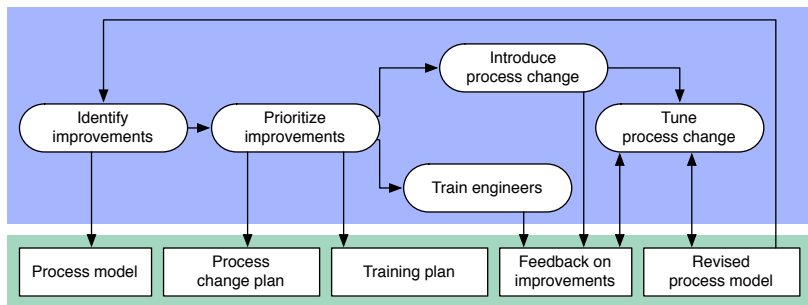 Introduce
process change
Identify
improvements
Prioritize
improvements
Tune
process change
Train engineers
Process model
Process
change plan
Training plan
Feedback on
improvements
Revised
process model